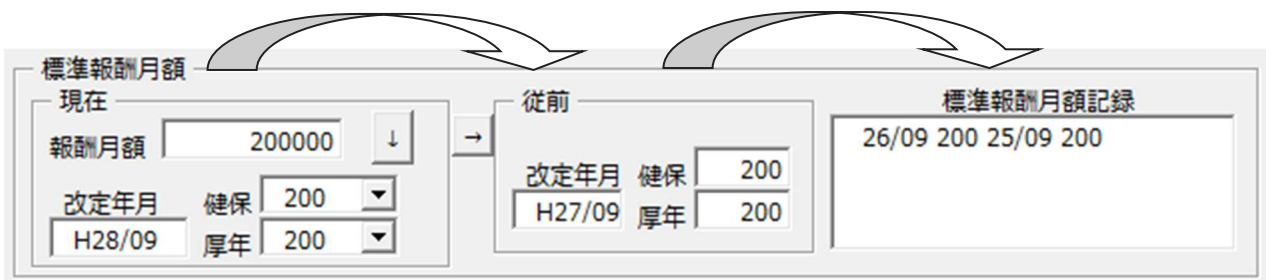 標準報酬月額
現在
報酬月額 200000 ↓
改定年月 健保 200
H28/09 厚年 200
→
従前
改定年月 健保 200
H27/09 厚年 200
標準報酬月額記録
26/09 200 25/09 200